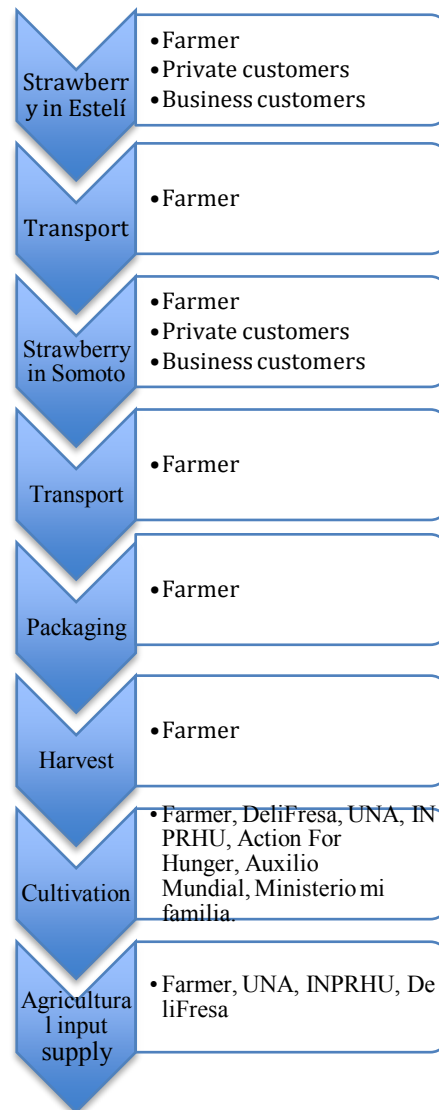 Strawberr
y in Estelí
•Farmer
•Private customers
•Business customers
Transport
•Farmer
Strawberry
in Somoto
•Farmer
•Private customers
•Business customers
Transport
•Farmer
Packaging
•Farmer
Harvest
•Farmer
Cultivation
•Farmer, DeliFresa, UNA, IN
PRHU, Action For
Hunger, Auxilio
Mundial, Ministerio mi
familia.
Agricultura
l input
supply
•Farmer, UNA, INPRHU, De
liFresa